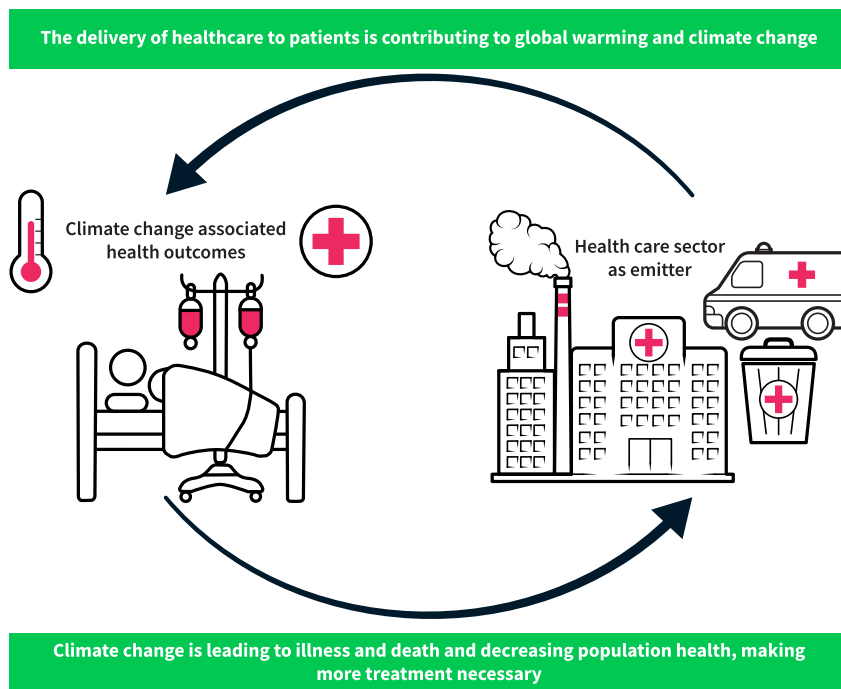 The delivery of healthcare to patients is contributing to global warming and climate change
Climate change associated
health outcomes
Health care sector
as emitter
Climate change is leading to illness and death and decreasing population health, making
more treatment necessary